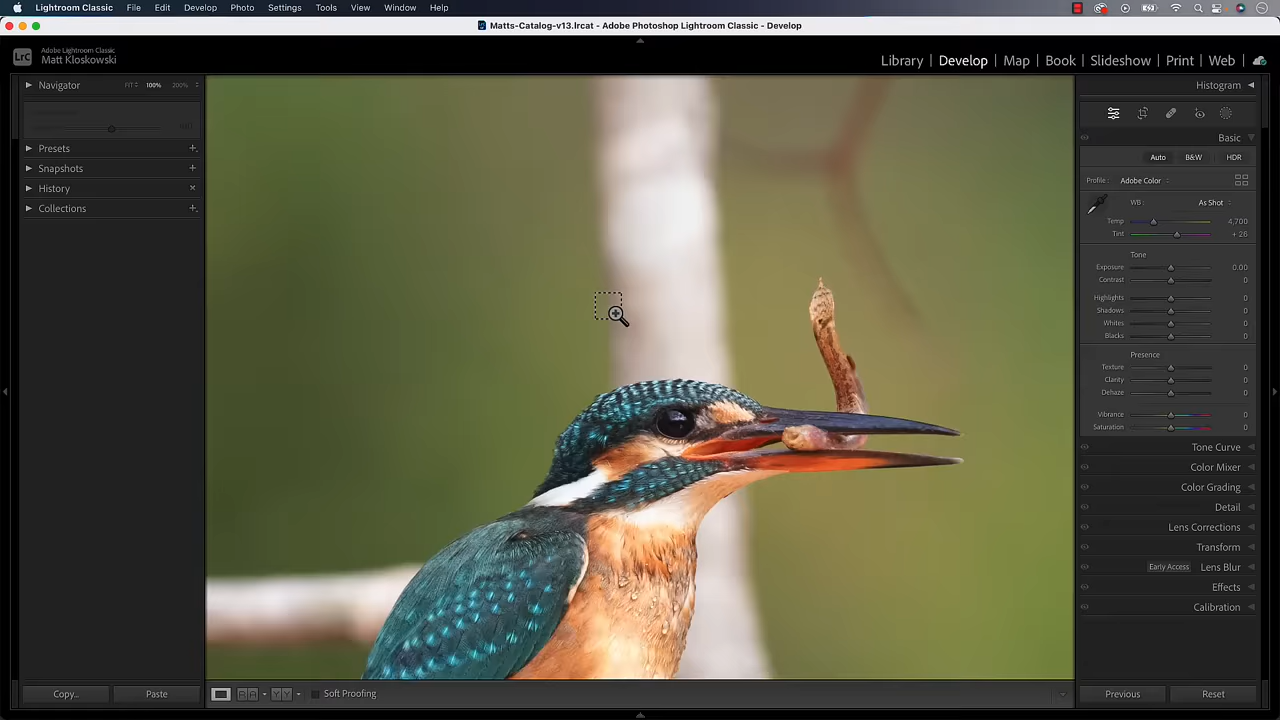 Lightroom Classic File Edit Develop Photo Settings Tools View Window Help
Matts-Catalog-v13.lrcat - Adobe Photoshop Lightroom Classic - Develop
LrC
Adobe Lightroom Classic
Matt Kloskowski
Library | Develop | Map | Book | Slideshow | Print | Web
Navigator FIT 100% 200%
Presets
Snapshots
History
Collections
Copy... Paste
Soft Proofing
Histogram
Basic
Auto B&W HDR
Profile : Adobe Color
WB : As Shot
Temp 4,700
Tint + 26
Tone
Exposure 0.00
Contrast 0
Highlights 0
Shadows 0
Whites 0
Blacks 0
Presence
Texture 0
Clarity 0
Dehaze 0
Vibrance 0
Saturation 0
Tone Curve
Color Mixer
Color Grading
Detail
Lens Corrections
Transform
Early Access Lens Blur
Effects
Calibration
Previous Reset